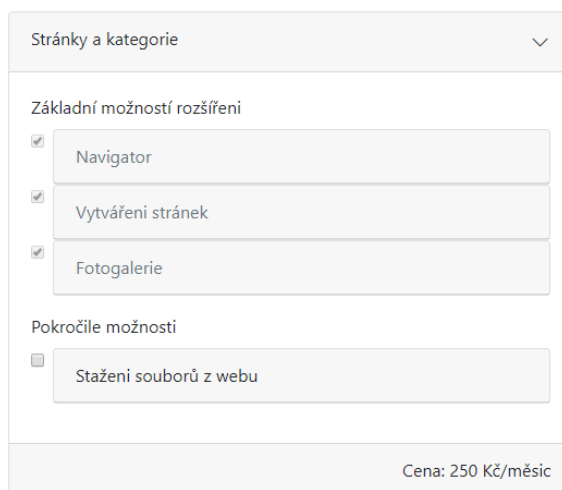 Stránky a kategorie
Základní možností rozšířeni
Navigator
Vytvářeni stránek
Fotogalerie
Pokročile možnosti
Staženi souborů z webu
Cena: 250 Kč/měsic